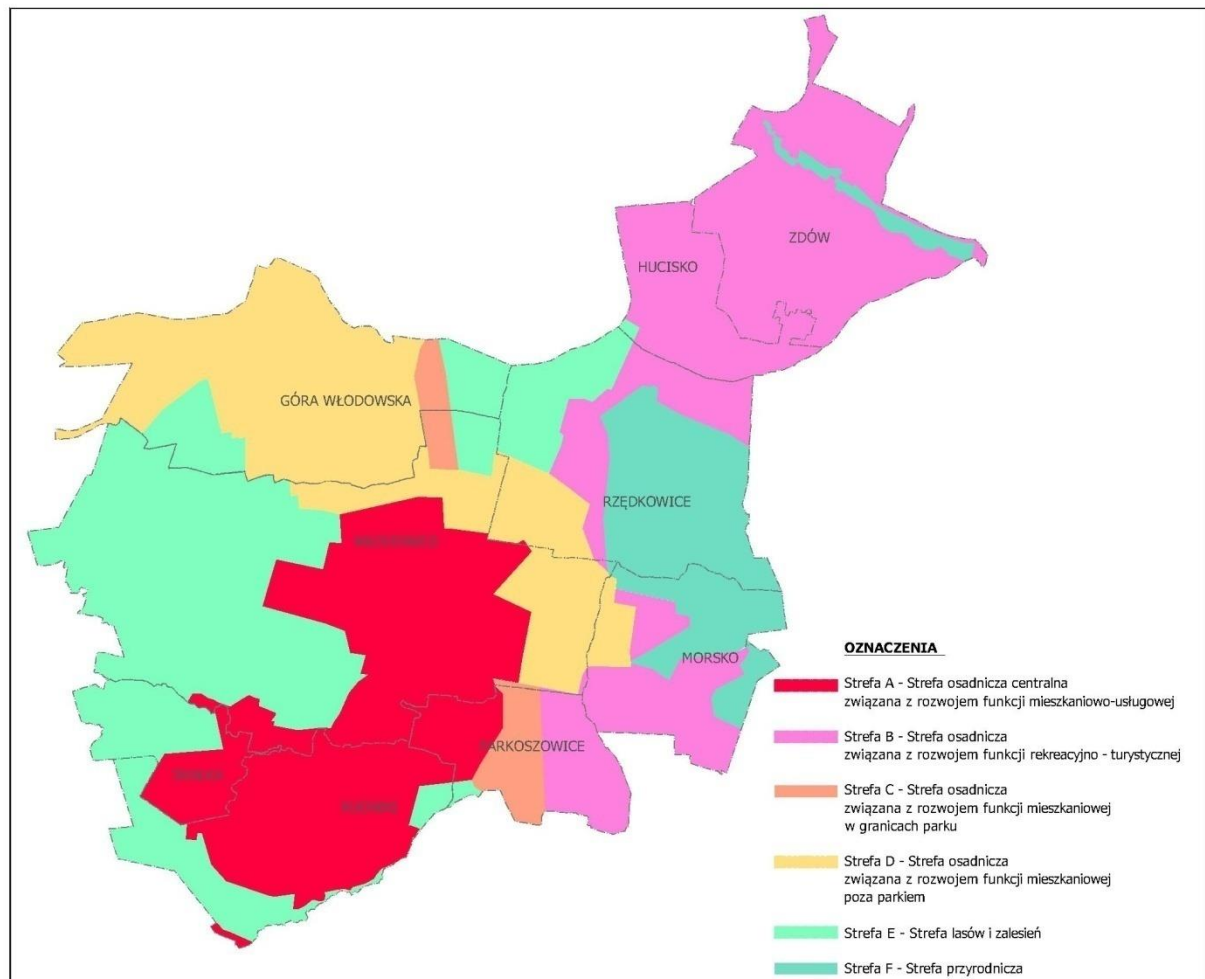 ZDÓW
HUCISKO
GÓRA WŁODOWSKA
RZĘDKOWICE
MORSKO
PARKOSZOWICE
OZNACZENIA
Strefa A - Strefa osadnicza centralna
związana z rozwojem funkcji mieszkaniowo-usługowej
Strefa B - Strefa osadnicza
związana z rozwojem funkcji rekreacyjno - turystycznej
Strefa C - Strefa osadnicza
związana z rozwojem funkcji mieszkaniowej
w granicach parku
Strefa D - Strefa osadnicza
związana z rozwojem funkcji mieszkaniowej
poza parkiem
Strefa E - Strefa lasów i zalesień
Strefa F - Strefa przyrodnicza